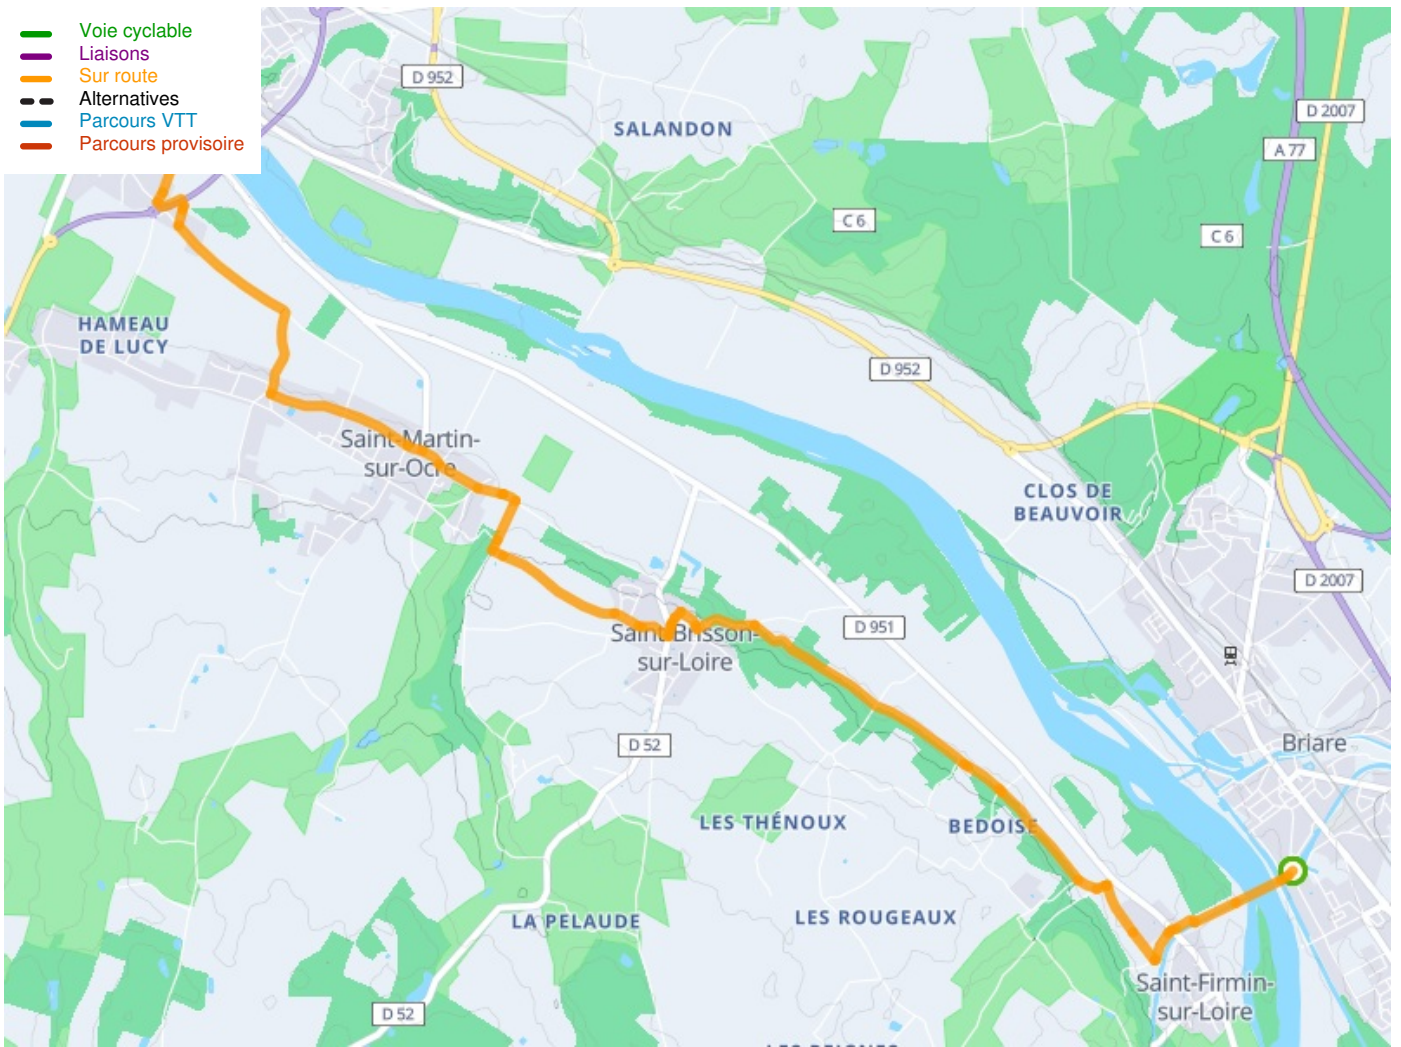 Voie cyclable
Liaisons
Sur route
Alternatives
Parcours VTT
Parcours provisoire
D 952
D 2007
SALANDON
A 77
C 6
C 6
HAMEAU
DE LUCY
D 952
Saint-Martin-
sur-Ocre
CLOS DE
BEAUVOIR
D 2007
D 951
Saint-Brisson-
sur-Loire
D 52
Briare
LES THÉNOUX
BEDOISE
LA PELAUDE
LES ROUGEAUX
Saint-Firmin-
sur-Loire
D 52